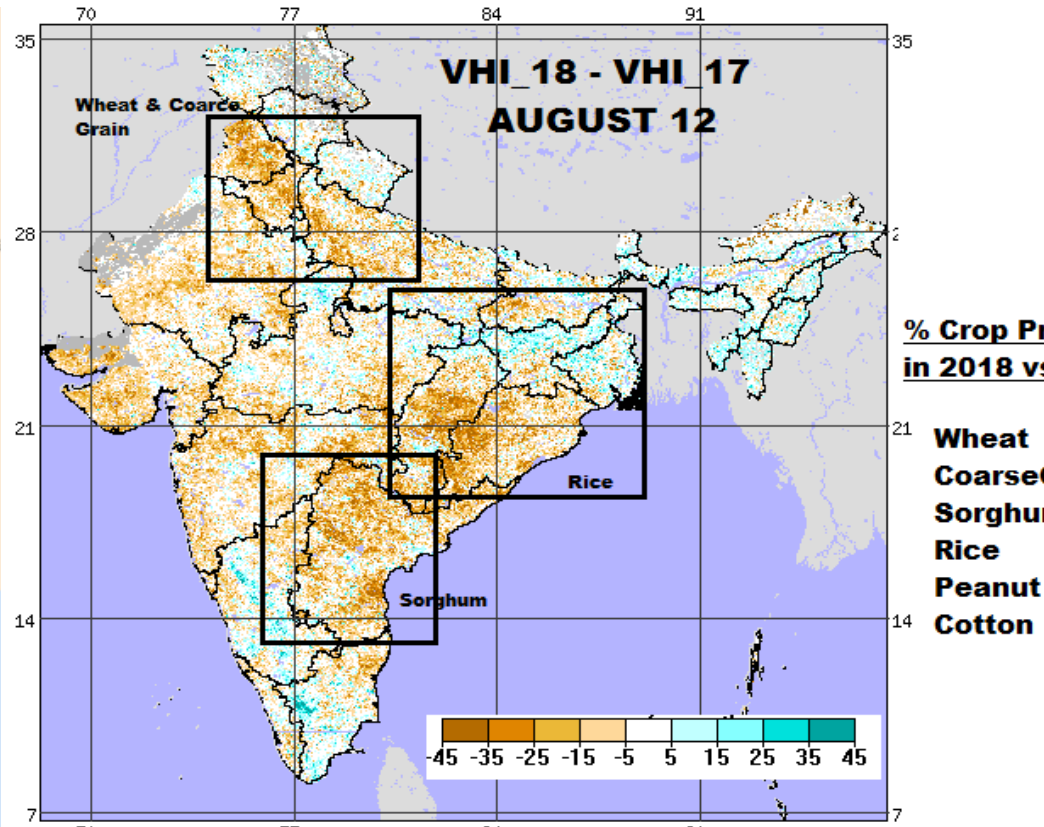 70 77 84 91
35 35
VHI_18 - VHI_17
AUGUST 12
Wheat & Coarce
Grain
28 2
% Crop Pr
in 2018 vs
21 21
Wheat
Coarse
Rice
Sorghum
Sorghu
Rice
Peanut
14 14
Cotton
-45 -35 -25 -15 -5 5 15 25 35 45
7 7